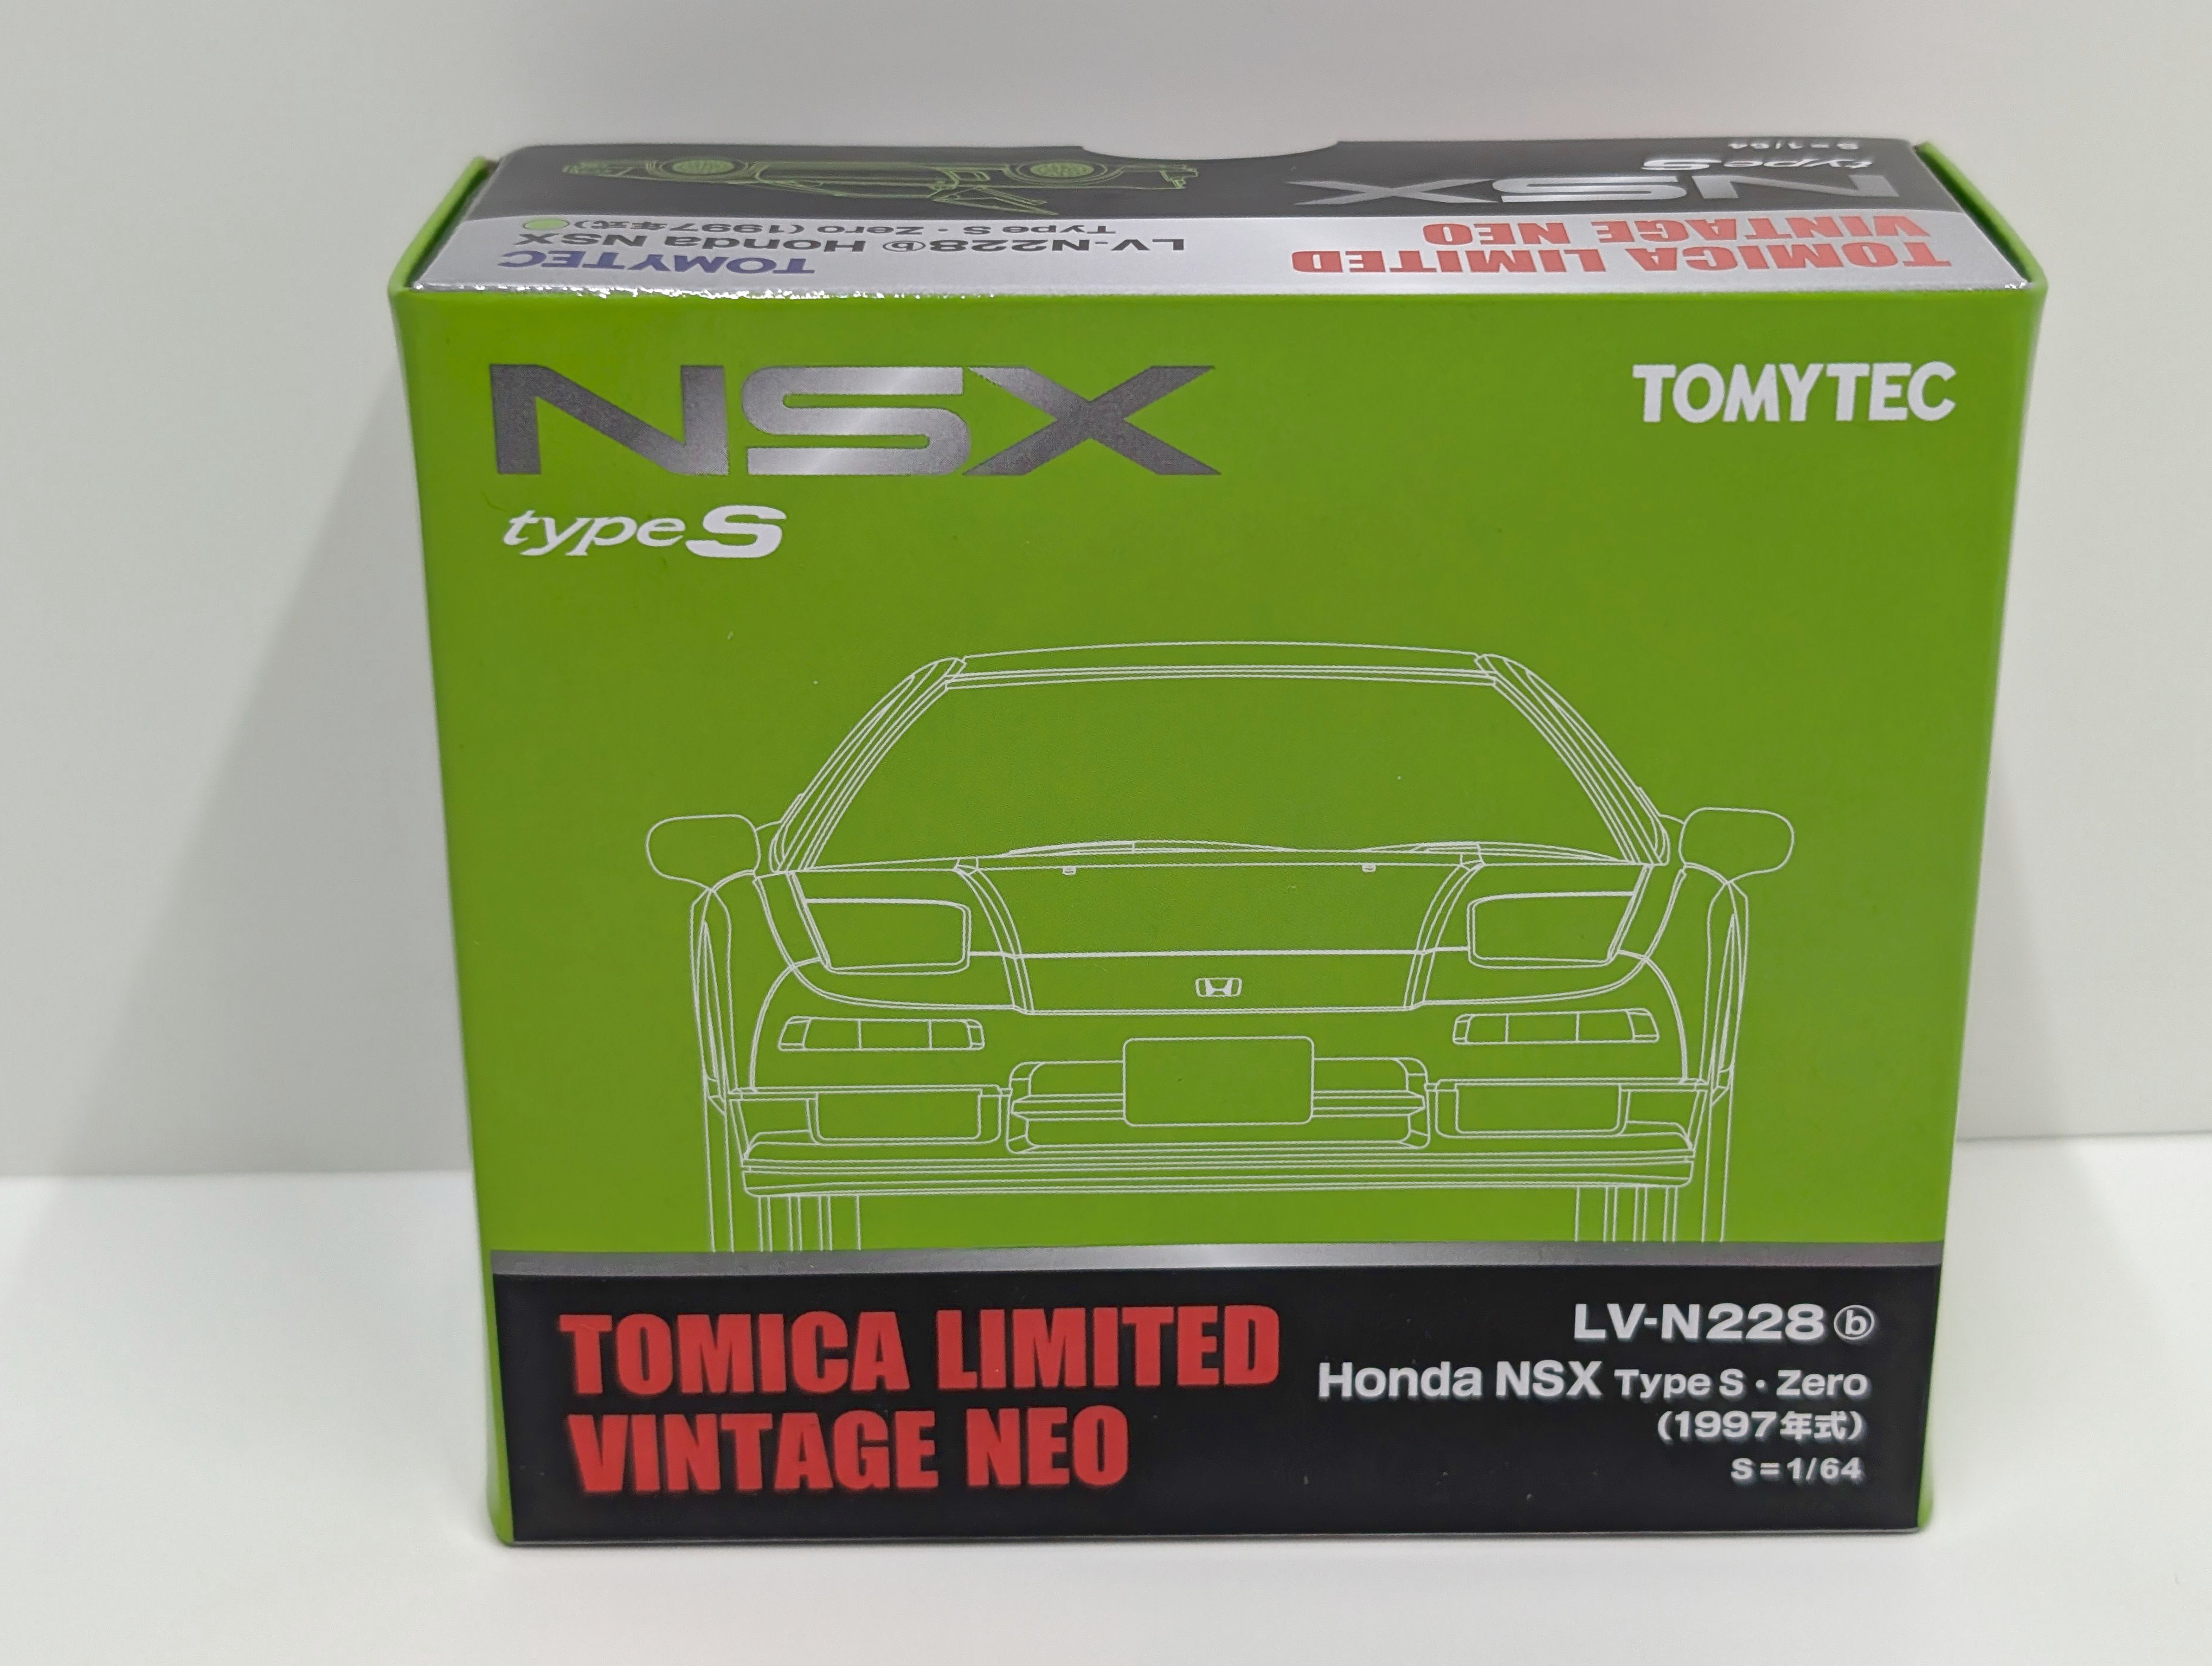 S=1/64
type S
NSX
TOMICA LIMITED
VINTAGE NEO
TOMYTEC
LV-N228ⓑ Honda NSX
Type S・Zero (1997年式)
NSX
type S
TOMYTEC
TOMICA LIMITED
VINTAGE NEO
LV-N228ⓑ
Honda NSX Type S・Zero
(1997年式)
S=1/64